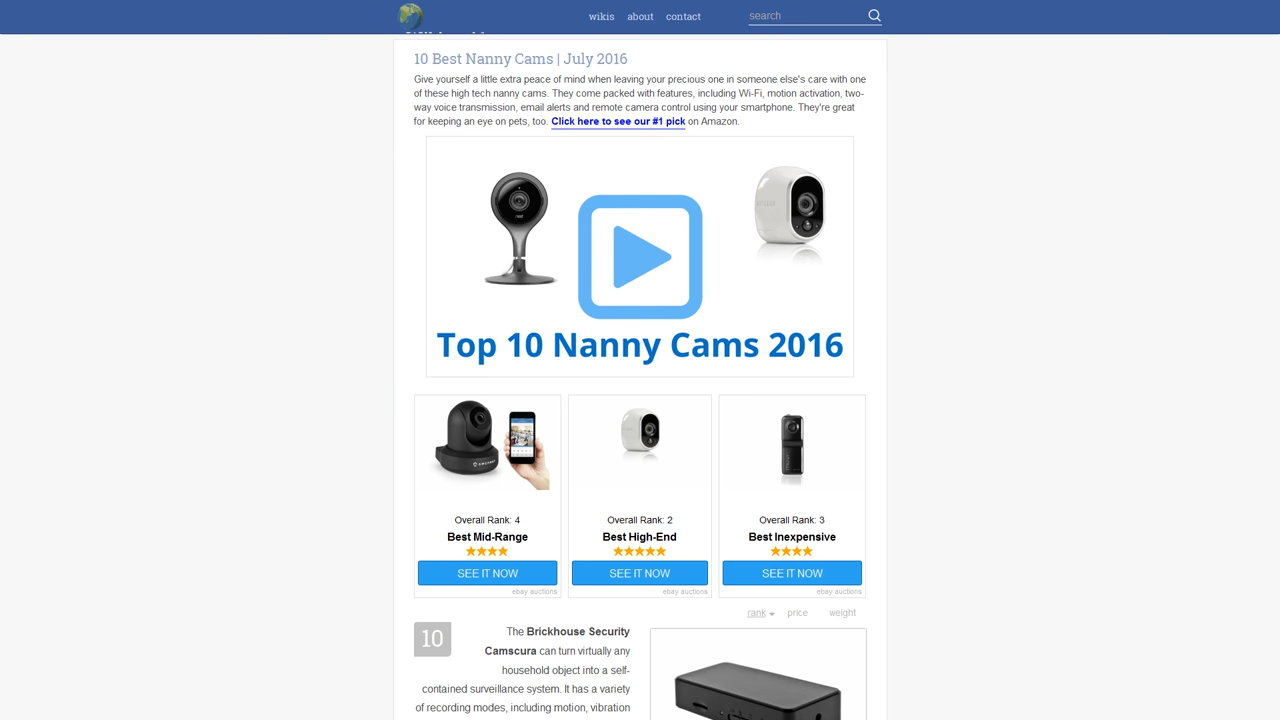 wikis about contact search
10 Best Nanny Cams | July 2016
Give yourself a little extra peace of mind when leaving your precious one in someone else's care with one
of these high tech nanny cams. They come packed with features, including Wi-Fi, motion activation, two-
way voice transmission, email alerts and remote camera control using your smartphone. They're great
for keeping an eye on pets, too. Click here to see our #1 pick on Amazon.
nest
Top 10 Nanny Cams 2016
AMCREST
Overall Rank: 4
Best Mid-Range
SEE IT NOW
ebay auctions
Overall Rank: 2
Best High-End
SEE IT NOW
ebay auctions
Overall Rank: 3
Best Inexpensive
SEE IT NOW
ebay auctions
rank price weight
10
The Brickhouse Security
Camscura can turn virtually any
household object into a self-
contained surveillance system. It has a variety
of recording modes, including motion, vibration